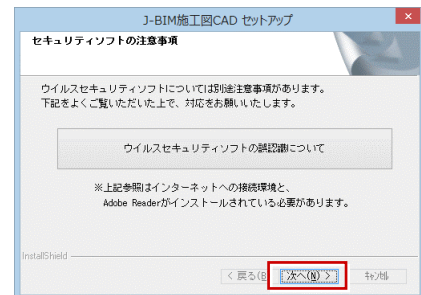 J-BIM施工図CAD セットアップ
セキュリティソフトの注意事項
ウイルスセキュリティソフトについては別途注意事項があります。
下記をよくご覧いただいた上で、対応をお願いいたします。
ウイルスセキュリティソフトの誤認識について
※上記参照はインターネットへの接続環境と、
Adobe Readerがインストールされている必要があります。
InstallShield
< 戻る(B
次へ(N) >
ｷｬﾝｾﾙ